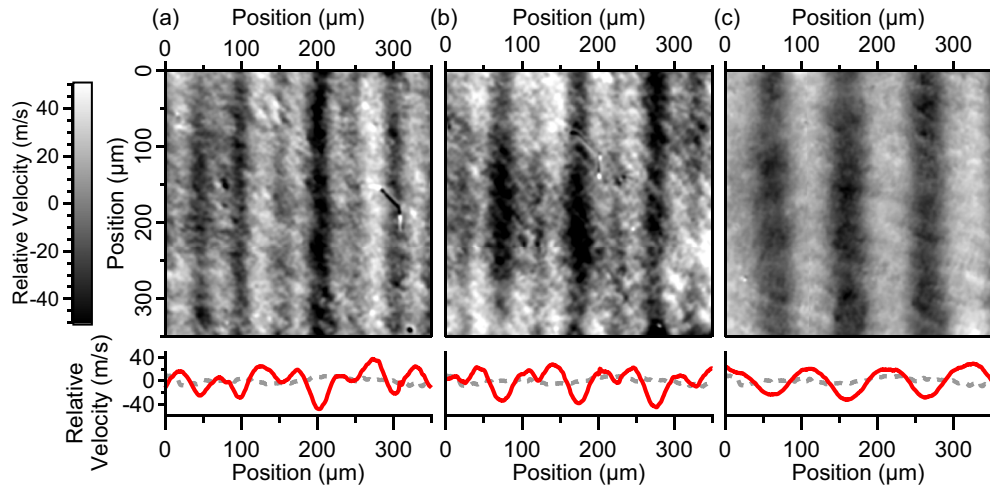 (a) Position (µm)
0 100 200 300
(b) Position (µm)
0 100 200 300
(c) Position (µm)
0 100 200 300
Relative Velocity (m/s)
40
20
0
-20
-40
Position (µm)
0
100
200
300
Relative
Velocity (m/s)
40
0
-40
0 100 200 300
Position (µm)
0 100 200 300
Position (µm)
0 100 200 300
Position (µm)